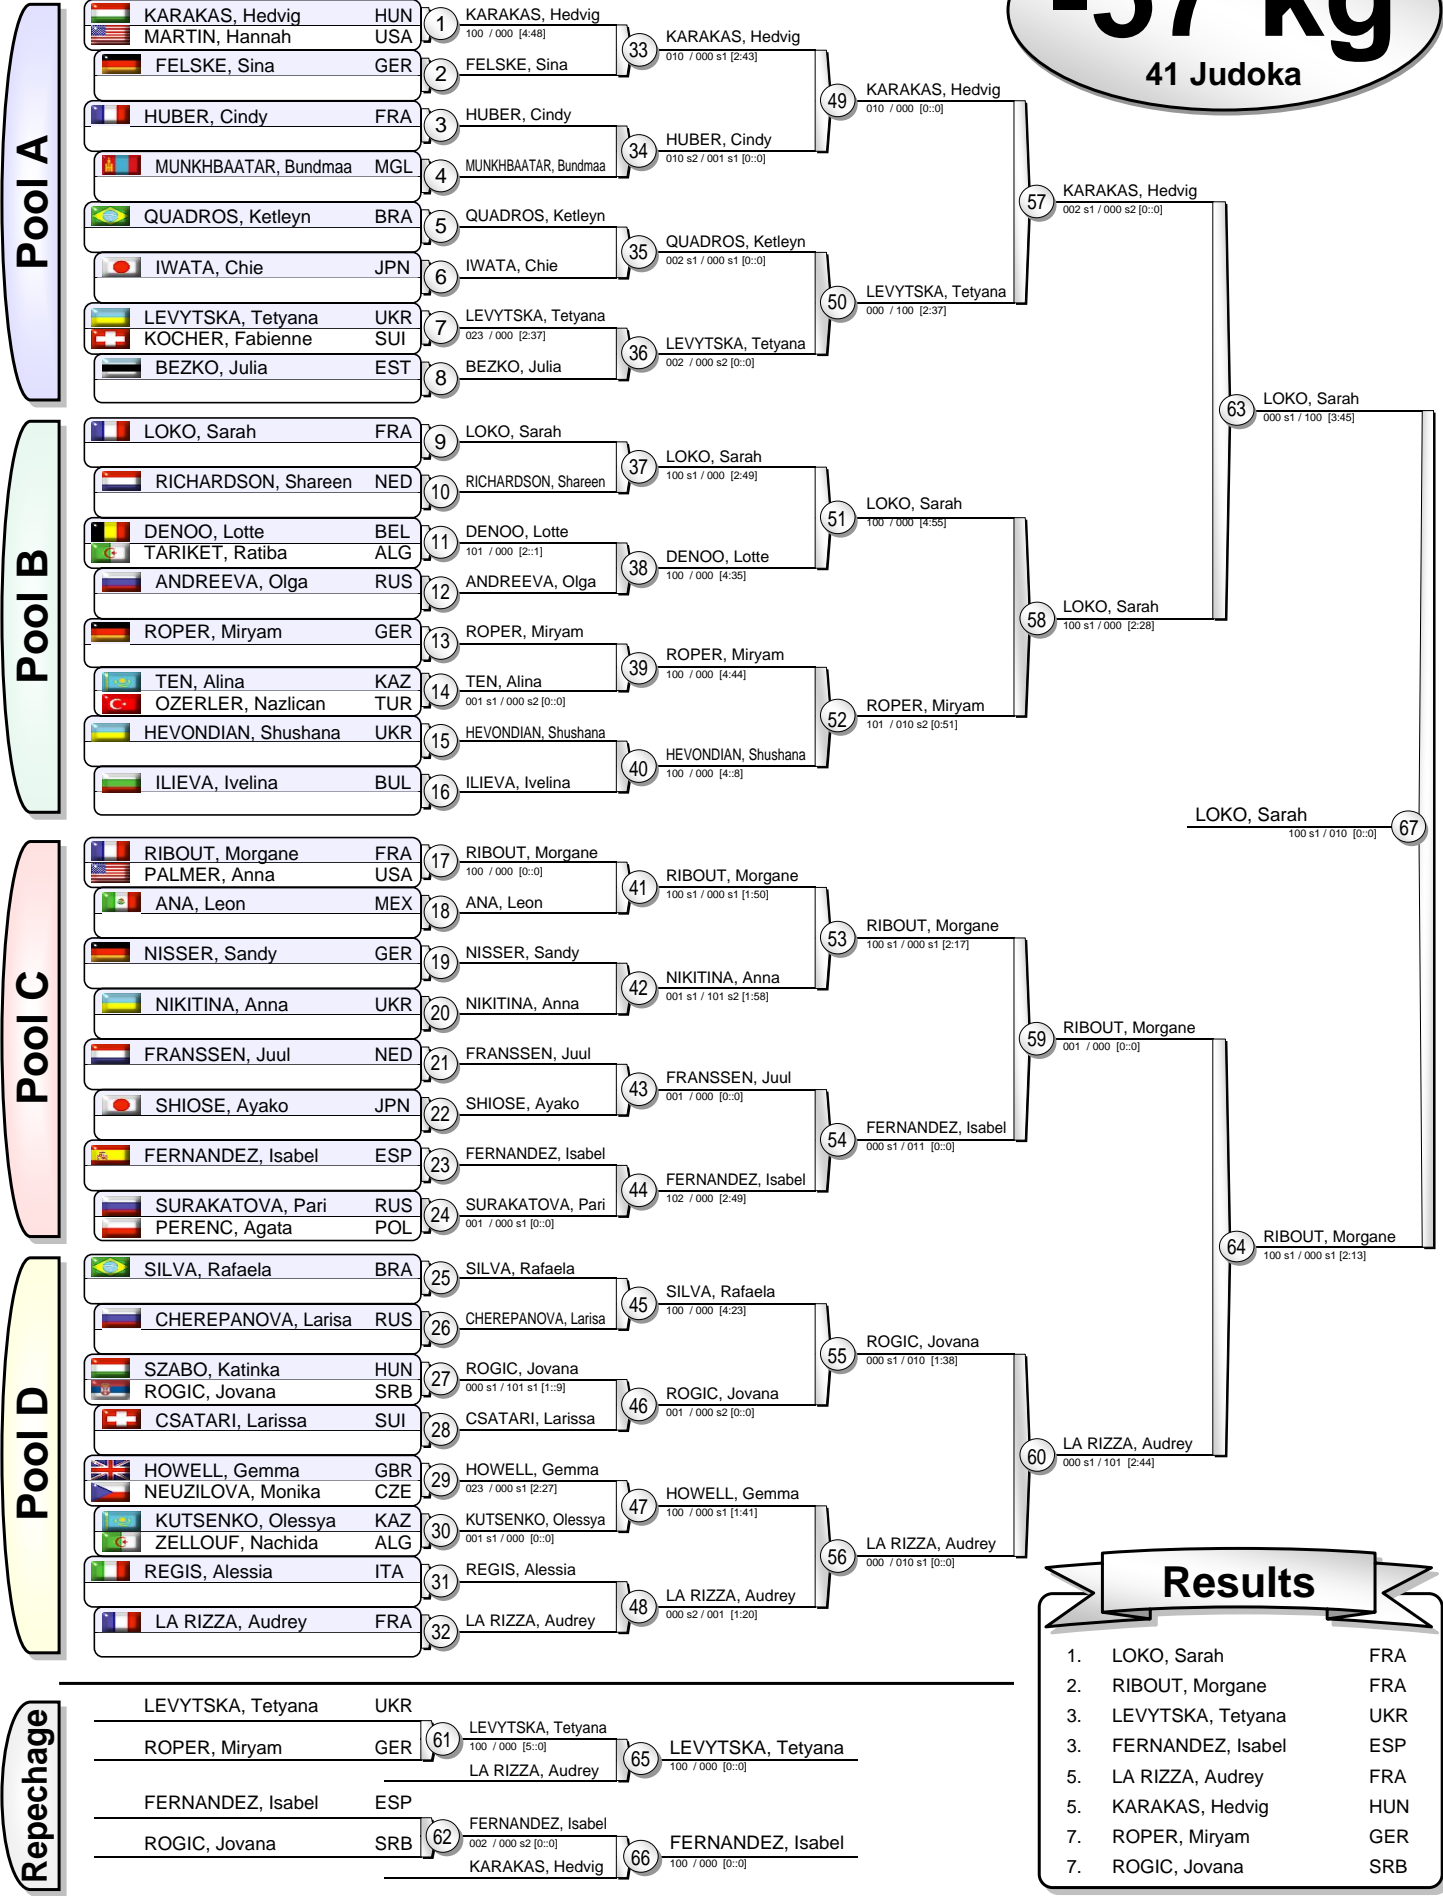 -57 kg
41 Judoka
Pool A
KARAKAS, Hedvig HUN
MARTIN, Hannah USA
FELSKE, Sina GER
HUBER, Cindy FRA
MUNKHBAATAR, Bundmaa MGL
QUADROS, Ketleyn BRA
IWATA, Chie JPN
LEVYTSKA, Tetyana UKR
KOCHER, Fabienne SUI
BEZKO, Julia EST
1 KARAKAS, Hedvig
100 / 000 [4:48]
2 FELSKE, Sina
3 HUBER, Cindy
4 MUNKHBAATAR, Bundmaa
5 QUADROS, Ketleyn
6 IWATA, Chie
7 LEVYTSKA, Tetyana
023 / 000 [2:37]
8 BEZKO, Julia
33 KARAKAS, Hedvig
010 / 000 s1 [2:43]
34 HUBER, Cindy
010 s2 / 001 s1 [0::0]
35 QUADROS, Ketleyn
002 s1 / 000 s1 [0::0]
36 LEVYTSKA, Tetyana
002 / 000 s2 [0::0]
49 KARAKAS, Hedvig
010 / 000 [0::0]
50 LEVYTSKA, Tetyana
000 / 100 [2:37]
57 KARAKAS, Hedvig
002 s1 / 000 s2 [0::0]
Pool B
LOKO, Sarah FRA
RICHARDSON, Shareen NED
DENOO, Lotte BEL
TARIKET, Ratiba ALG
ANDREEVA, Olga RUS
ROPER, Miryam GER
TEN, Alina KAZ
OZERLER, Nazlican TUR
HEVONDIAN, Shushana UKR
ILIEVA, Ivelina BUL
9 LOKO, Sarah
10 RICHARDSON, Shareen
11 DENOO, Lotte
101 / 000 [2::1]
12 ANDREEVA, Olga
13 ROPER, Miryam
14 TEN, Alina
001 s1 / 000 s2 [0::0]
15 HEVONDIAN, Shushana
16 ILIEVA, Ivelina
37 LOKO, Sarah
100 s1 / 000 [2:49]
38 DENOO, Lotte
100 / 000 [4:35]
39 ROPER, Miryam
100 / 000 [4:44]
40 HEVONDIAN, Shushana
100 / 000 [4::8]
51 LOKO, Sarah
100 / 000 [4:55]
52 ROPER, Miryam
101 / 010 s2 [0:51]
58 LOKO, Sarah
100 s1 / 000 [2:28]
63 LOKO, Sarah
000 s1 / 100 [3:45]
LOKO, Sarah 67
100 s1 / 010 [0::0]
Pool C
RIBOUT, Morgane FRA
PALMER, Anna USA
ANA, Leon MEX
NISSER, Sandy GER
NIKITINA, Anna UKR
FRANSSEN, Juul NED
SHIOSE, Ayako JPN
FERNANDEZ, Isabel ESP
SURAKATOVA, Pari RUS
PERENC, Agata POL
17 RIBOUT, Morgane
100 / 000 [0::0]
18 ANA, Leon
19 NISSER, Sandy
20 NIKITINA, Anna
21 FRANSSEN, Juul
22 SHIOSE, Ayako
23 FERNANDEZ, Isabel
24 SURAKATOVA, Pari
001 / 000 s1 [0::0]
41 RIBOUT, Morgane
100 s1 / 000 s1 [1:50]
42 NIKITINA, Anna
001 s1 / 101 s2 [1:58]
43 FRANSSEN, Juul
001 / 000 [0::0]
44 FERNANDEZ, Isabel
102 / 000 [2:49]
53 RIBOUT, Morgane
100 s1 / 000 s1 [2:17]
54 FERNANDEZ, Isabel
000 s1 / 011 [0::0]
59 RIBOUT, Morgane
001 / 000 [0::0]
Pool D
SILVA, Rafaela BRA
CHEREPANOVA, Larisa RUS
SZABO, Katinka HUN
ROGIC, Jovana SRB
CSATARI, Larissa SUI
HOWELL, Gemma GBR
NEUZILOVA, Monika CZE
KUTSENKO, Olessya KAZ
ZELLOUF, Nachida ALG
REGIS, Alessia ITA
LA RIZZA, Audrey FRA
25 SILVA, Rafaela
26 CHEREPANOVA, Larisa
27 ROGIC, Jovana
000 s1 / 101 s1 [1::9]
28 CSATARI, Larissa
29 HOWELL, Gemma
023 / 000 s1 [2:27]
30 KUTSENKO, Olessya
001 s1 / 000 [0::0]
31 REGIS, Alessia
32 LA RIZZA, Audrey
45 SILVA, Rafaela
100 / 000 [4:23]
46 ROGIC, Jovana
001 / 000 s2 [0::0]
47 HOWELL, Gemma
100 / 000 s1 [1:41]
48 LA RIZZA, Audrey
000 s2 / 001 [1:20]
55 ROGIC, Jovana
000 s1 / 010 [1:38]
56 LA RIZZA, Audrey
000 / 010 s1 [0::0]
60 LA RIZZA, Audrey
000 s1 / 101 [2:44]
64 RIBOUT, Morgane
100 s1 / 000 s1 [2:13]
Repechage
LEVYTSKA, Tetyana UKR
ROPER, Miryam GER
61 LEVYTSKA, Tetyana
100 / 000 [5::0]
LA RIZZA, Audrey
65 LEVYTSKA, Tetyana
100 / 000 [0::0]
FERNANDEZ, Isabel ESP
ROGIC, Jovana SRB
62 FERNANDEZ, Isabel
002 / 000 s2 [0::0]
KARAKAS, Hedvig
66 FERNANDEZ, Isabel
100 / 000 [0::0]
Results
1. LOKO, Sarah FRA
2. RIBOUT, Morgane FRA
3. LEVYTSKA, Tetyana UKR
3. FERNANDEZ, Isabel ESP
5. LA RIZZA, Audrey FRA
5. KARAKAS, Hedvig HUN
7. ROPER, Miryam GER
7. ROGIC, Jovana SRB